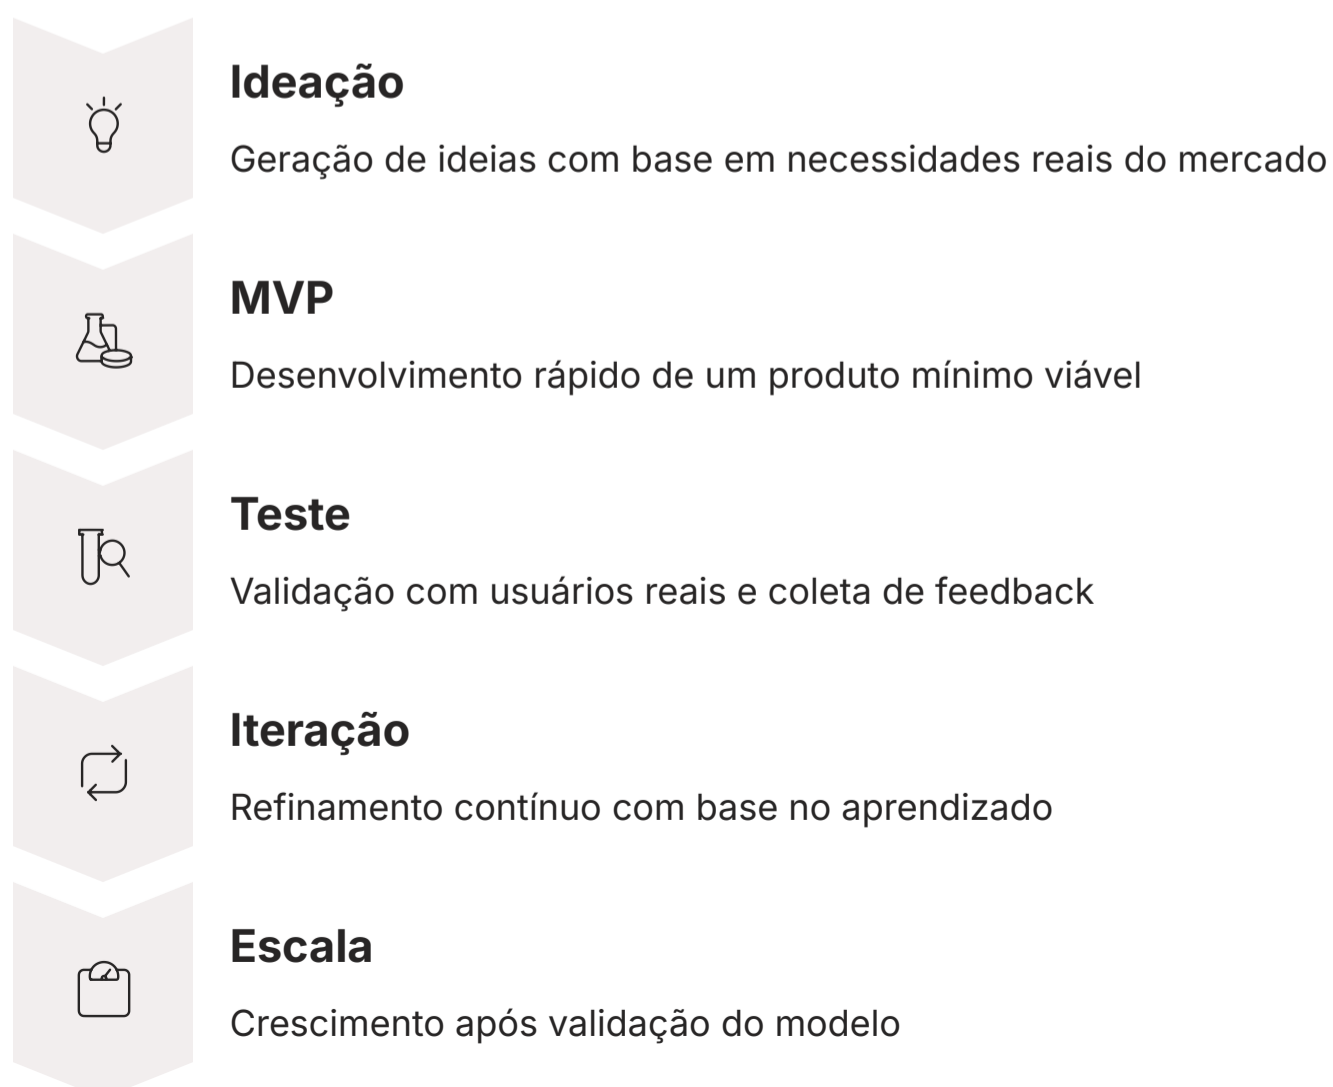 Ideação
Geração de ideias com base em necessidades reais do mercado
MVP
Desenvolvimento rápido de um produto mínimo viável
Teste
Validação com usuários reais e coleta de feedback
Iteração
Refinamento contínuo com base no aprendizado
Escala
Crescimento após validação do modelo